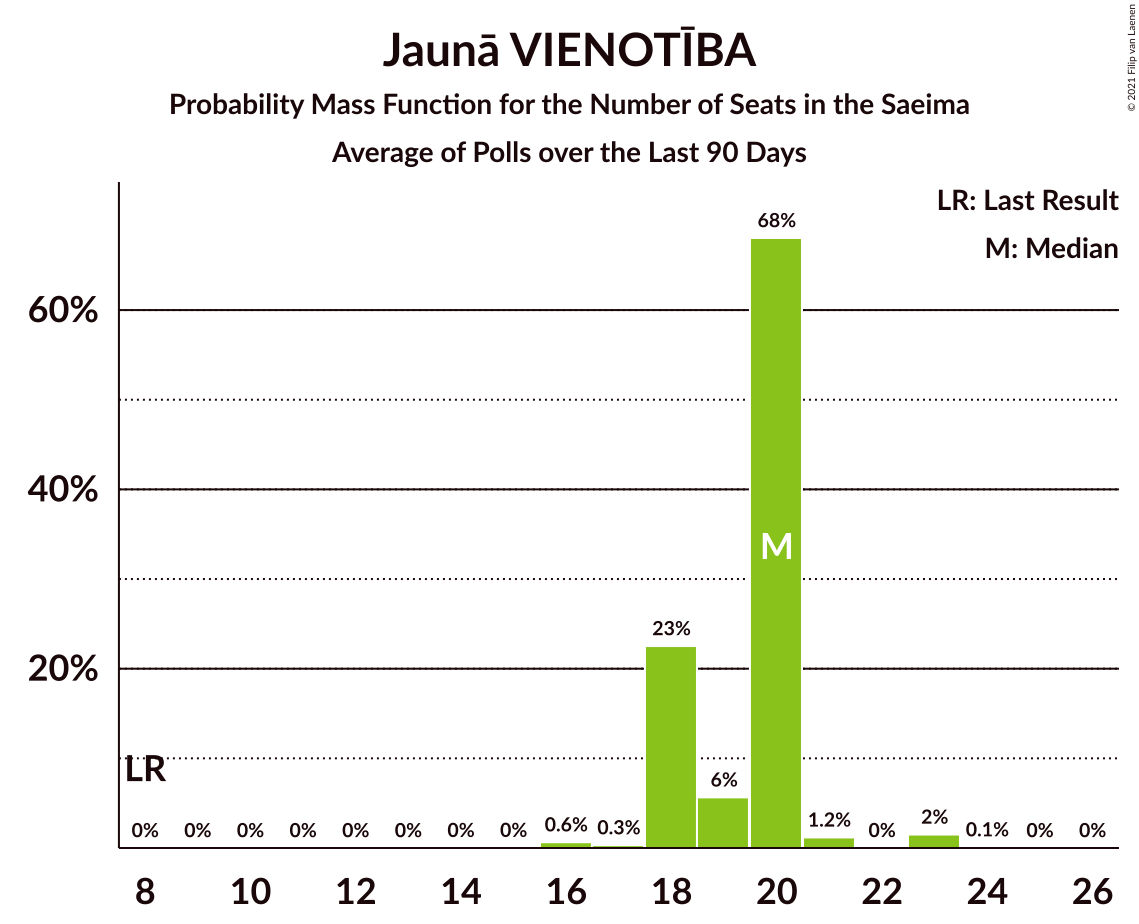 Jaunā VIENOTĪBA
Probability Mass Function for the Number of Seats in the Saeima
Average of Polls over the Last 90 Days
© 2021 Filip van Laenen
LR: Last Result
M: Median
68%
60%
40%
M
23%
20%
LR
6%
0% 0% 0% 0% 0% 0% 0% 0% 0.6% 0.3% 1.2% 0% 2% 0.1% 0% 0%
8 10 12 14 16 18 20 22 24 26